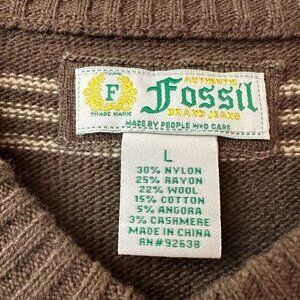 AUTHENTIC
F
Fossil
TRADE MARK
BRAND JEANS
MADE BY PEOPLE WHO CARE
L
30% NYLON
25% RAYON
22% WOOL
15% COTTON
5% ANGORA
3% CASHMERE
MADE IN CHINA
RN#92638